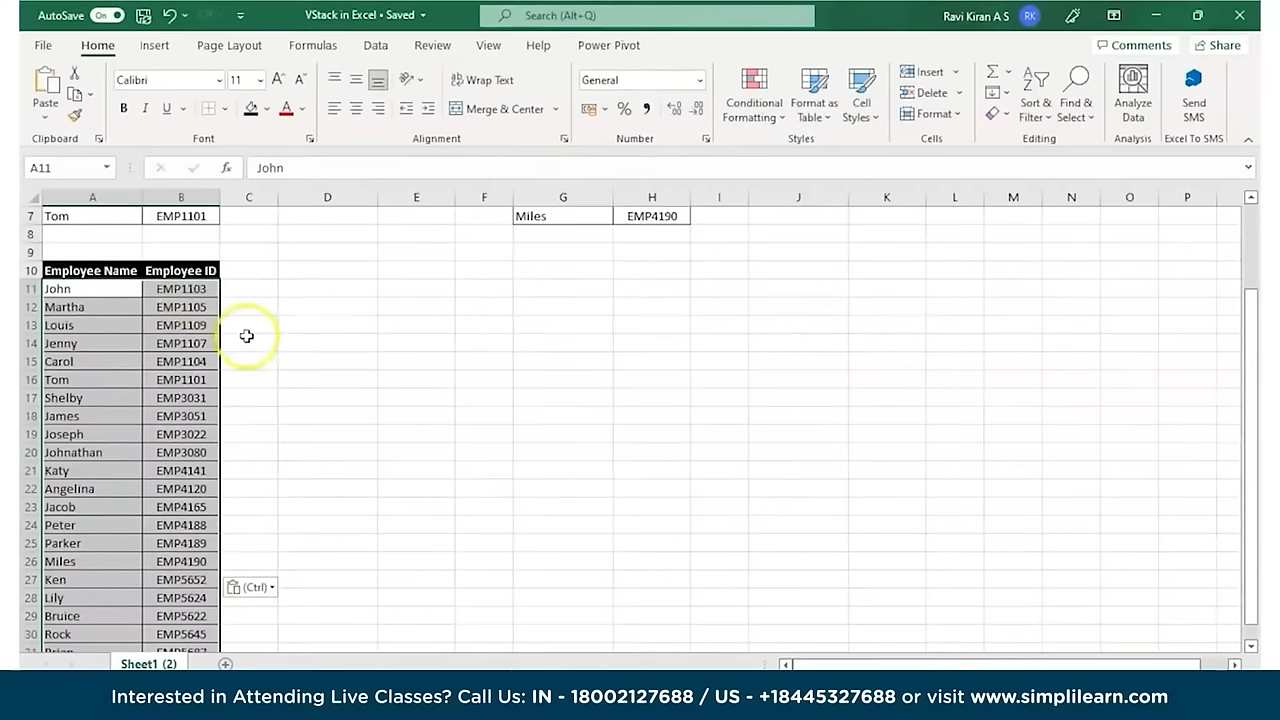 AutoSave On VStack in Excel • Saved Search (Alt+Q) Ravi Kiran A S RK
File Home Insert Page Layout Formulas Data Review View Help Power Pivot Comments Share
Paste Calibri 11 A A Wrap Text General Conditional Formatting Format as Table Cell Styles Insert Sort & Filter Find & Select Analyze Data Send SMS
B I U A Merge & Center % Delete
Format
Clipboard Font Alignment Number Styles Cells Editing Analysis Excel To SMS
A11 fx John
A B C D E F G H I J K L M N O P
7 Tom EMP1101 Miles EMP4190
8
9
10 Employee Name Employee ID
11 John EMP1103
12 Martha EMP1105
13 Louis EMP1109
14 Jenny EMP1107
15 Carol EMP1104
16 Tom EMP1101
17 Shelby EMP3031
18 James EMP3051
19 Joseph EMP3022
20 Johnathan EMP3080
21 Katy EMP4141
22 Angelina EMP4120
23 Jacob EMP4165
24 Peter EMP4188
25 Parker EMP4189
26 Miles EMP4190
27 Ken EMP5652
(Ctrl)
28 Lily EMP5624
29 Bruice EMP5622
30 Rock EMP5645
Sheet1 (2)
Interested in Attending Live Classes? Call Us: IN - 18002127688 / US - +18445327688 or visit www.simplilearn.com